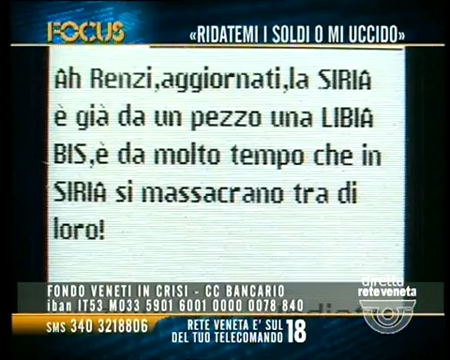 FOCUS
«RIDATEMI I SOLDI O MI UCCIDO»
Ah Renzi,aggiornati,la SIRIA
è già da un pezzo una LIBIA
BIS,è da molto tempo che in
SIRIA si massacrano tra di
loro!
FONDO VENETI IN CRISI - CC BANCARIO
iban IT53 M033 5901 6001 0000 0078 840
diretta
reteveneta
SMS 340 3218806
RETE VENETA E' SUL 18
DEL TUO TELECOMANDO